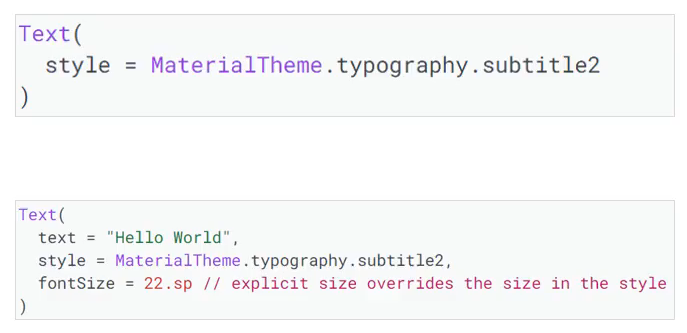 Text(
  style = MaterialTheme.typography.subtitle2
)
Text(
  text = "Hello World",
  style = MaterialTheme.typography.subtitle2,
  fontSize = 22.sp // explicit size overrides the size in the style
)